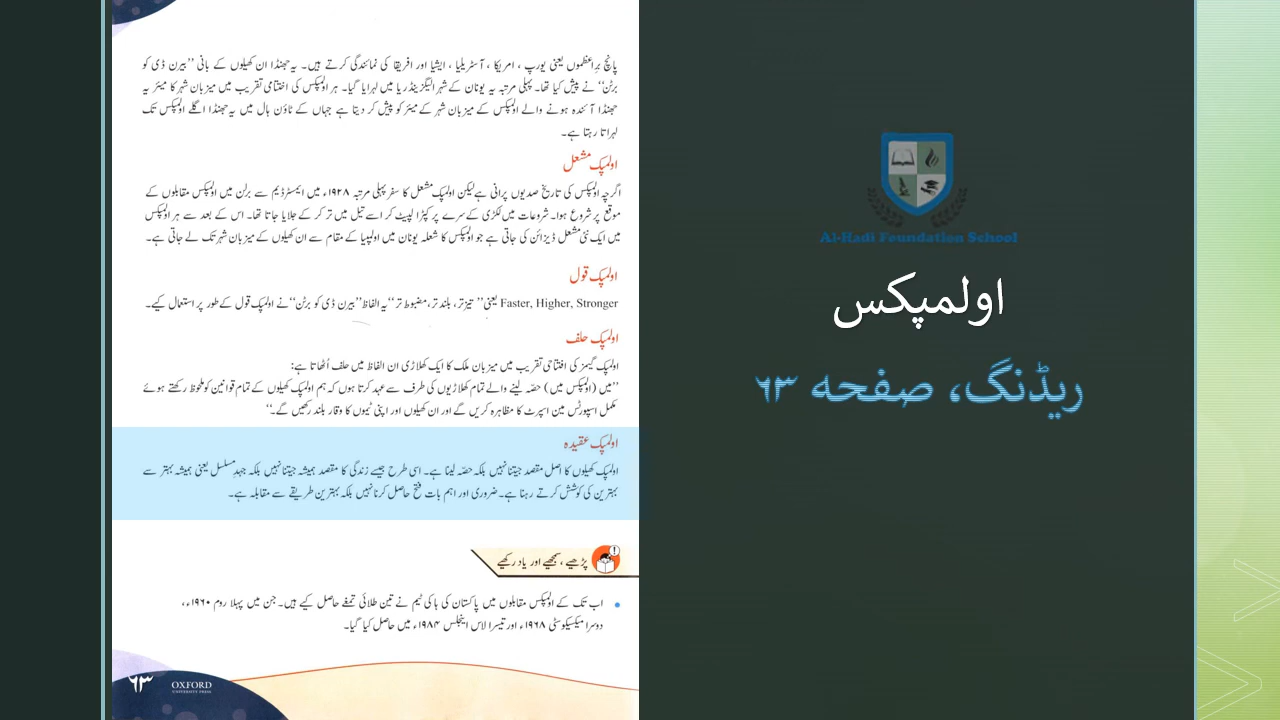 پانچ برِاعظموں یعنی یورپ ، امریکا ، آسٹریلیا ، ایشیا اور افریقا کی نمائندگی کرتے ہیں۔ یہ جھنڈا ان کھیلوں کے بانی ’’بیرن ڈی کو
برٹن‘‘ نے پیش کیا تھا۔ پہلی مرتبہ یہ یونان کے شہر الیگزینڈریا میں لہرایا گیا۔ ہر اولمپکس کی اختتامی تقریب میں میزبان شہر کا میئر یہ
جھنڈا آئندہ ہونے والے اولمپکس کے میزبان شہر کے میئر کو پیش کر دیتا ہے جہاں کے ٹاؤن ہال میں یہ جھنڈا اگلے اولمپکس تک
لہراتا رہتا ہے۔
اولمپک مشعل
اگرچہ اولمپکس کی تاریخ صدیوں پرانی ہے لیکن اولمپک مشعل کا سفر پہلی مرتبہ ۱۹۲۸ء میں ایمسٹرڈیم سے برلن میں اولمپکس مقابلوں کے
موقع پر شروع ہوا۔ شروعات میں لکڑی کے سرے پر کپڑا لپیٹ کر اسے تیل میں تر کر کے جلایا جاتا تھا۔ اس کے بعد سے ہر اولمپکس
میں ایک نئی مشعل ڈیزائن کی جاتی ہے جو اولمپکس کا شعلہ یونان میں اولمپیا کے مقام سے ان کھیلوں کے میزبان شہر تک لے جاتی ہے۔
اولمپک قول
Faster, Higher, Stronger یعنی ’’تیز تر، بلند تر، مضبوط تر‘‘ یہ الفاظ ’’بیرن ڈی کو برٹن‘‘ نے اولمپک قول کے طور پر استعمال کیے۔
اولمپک حلف
اولمپک گیمز کی افتتاحی تقریب میں میزبان ملک کا ایک کھلاڑی ان الفاظ میں حلف اُٹھاتا ہے:
’’میں (اولمپکس میں) حصّہ لینے والے تمام کھلاڑیوں کی طرف سے عہد کرتا ہوں کہ ہم اولمپک کھیلوں کے تمام قوانین کو ملحوظ رکھتے ہوئے
مکمل اسپورٹس مین اسپرٹ کا مظاہرہ کریں گے اور ان کھیلوں اور اپنی ٹیموں کا وقار بلند رکھیں گے۔‘‘
اولمپک عقیدہ
اولمپک کھیلوں کا اصل مقصد جیتنا نہیں بلکہ حصّہ لینا ہے۔ اسی طرح جیسے زندگی کا مقصد ہمیشہ جیتنا نہیں بلکہ جہدِ مسلسل یعنی ہمیشہ بہتر سے
بہترین کی کوشش کرتے رہنا ہے۔ ضروری اور اہم بات فتح حاصل کرنا نہیں بلکہ بہترین طریقے سے مقابلہ ہے۔
پڑھیے، سمجھیے اور یاد رکھیے
• اب تک کے اولمپکس مقابلوں میں پاکستان کی ہاکی ٹیم نے تین طلائی تمغے حاصل کیے ہیں۔ جن میں پہلا روم ۱۹۶۰ء،
دوسرا میکسیکو سٹی ۱۹۶۸ء اور تیسرا لاس اینجلس ۱۹۸۴ء میں حاصل کیا گیا۔
۶۳
OXFORD
UNIVERSITY PRESS
Al-Hadi Foundation School
اولمپکس
ریڈنگ، صفحہ ۶۳